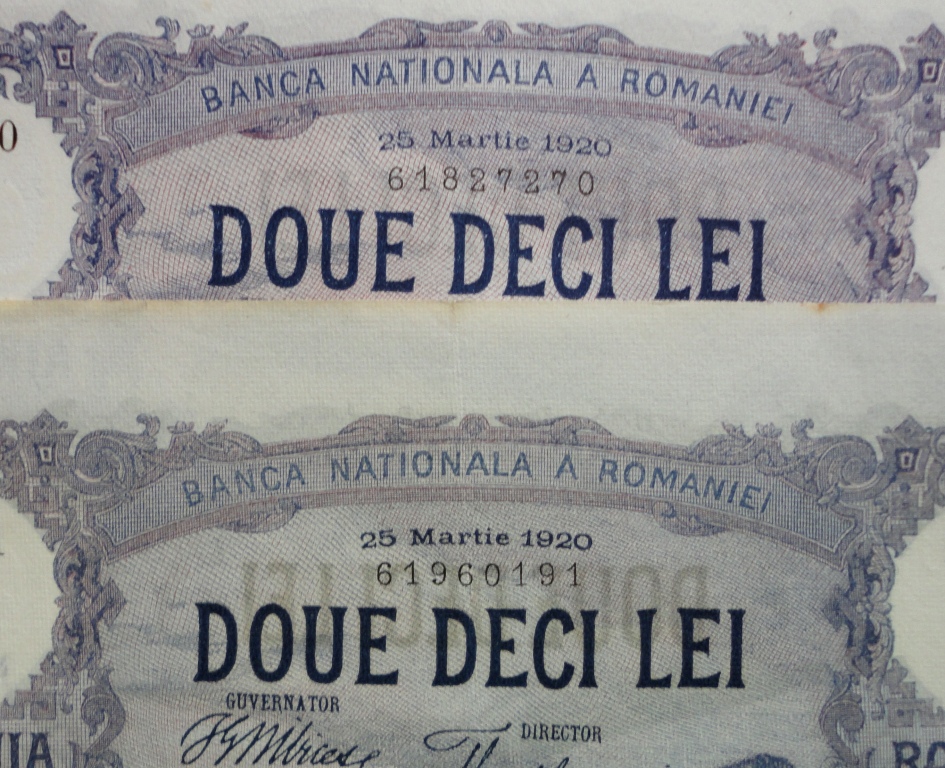 BANCA NATIONALA A ROMANIEI
0
25 Martie 1920
61827270
DOUE DECI LEI
BANCA NATIONALA A ROMANIEI
25 Martie 1920
61960191
DOUE DECI LEI
GUVERNATOR
DIRECTOR